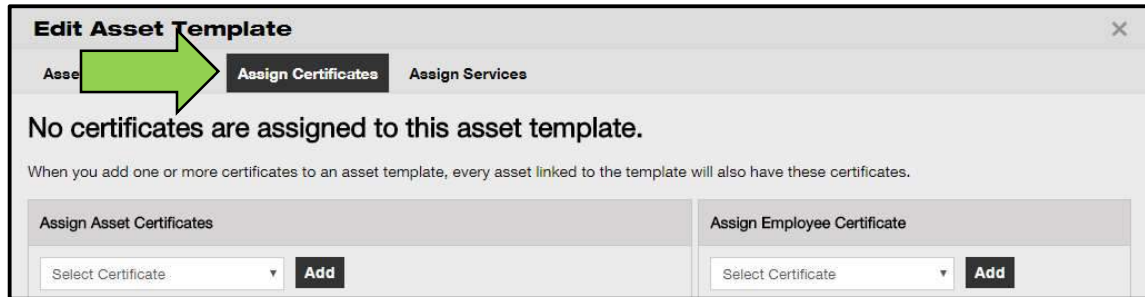 Edit Asset Template
×
Asse
Assign Certificates
Assign Services
No certificates are assigned to this asset template.
When you add one or more certificates to an asset template, every asset linked to the template will also have these certificates.
Assign Asset Certificates
Assign Employee Certificate
Select Certificate
Add
Select Certificate
Add